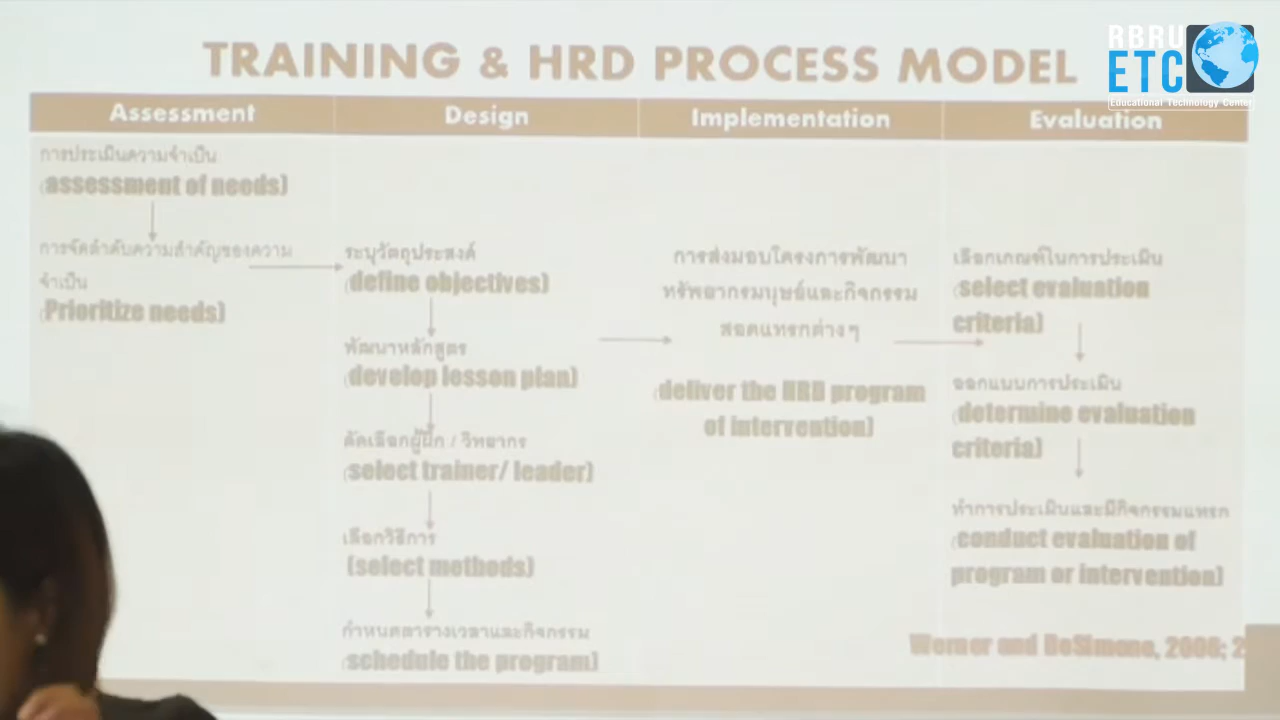 TRAINING & HRD PROCESS MODEL
RBRU
ETC
Educational Technology Center
Assessment
Design
Implementation
Evaluation
การประเมินความจำเป็น
(assessment of needs)
การจัดลำดับความสำคัญของความ
จำเป็น
(Prioritize needs)
ระบุวัตถุประสงค์
(define objectives)
พัฒนาหลักสูตร
(develop lesson plan)
คัดเลือกผู้ฝึก / วิทยากร
(select trainer/ leader)
เลือกวิธีการ
(select methods)
กำหนดตารางเวลาและกิจกรรม
(schedule the program)
การส่งมอบโครงการพัฒนา
ทรัพยากรมนุษย์และกิจกรรม
สอดแทรกต่างๆ
(deliver the HRD program
of intervention)
เลือกเกณฑ์ในการประเมิน
(select evaluation
criteria)
ออกแบบการประเมิน
(determine evaluation
criteria)
ทำการประเมินและมีกิจกรรมแทรก
(conduct evaluation of
program or intervention)
Werner and DeSimone, 2006; 2